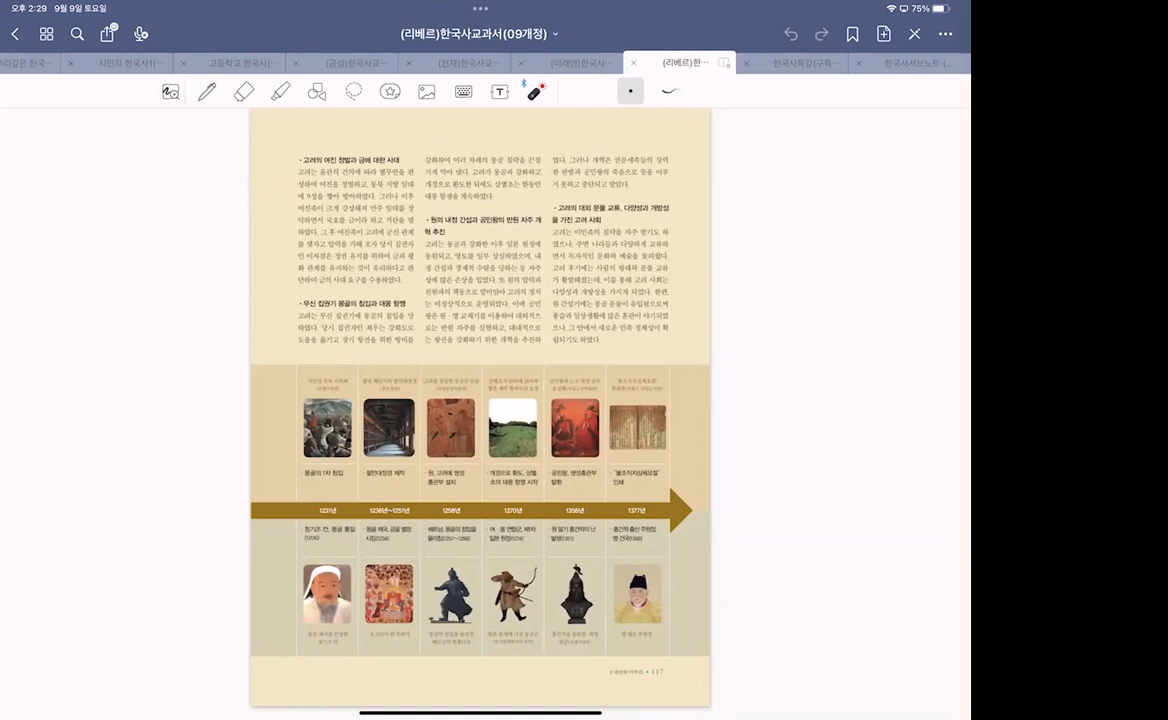 오후 2:29 9월 9일 토요일
75%
(리베르)한국사교과서(09개정)
시민의 한국사1(…
고등학교 한국사(…
(금성)한국사교…
(천재)한국사교…
(미래엔)한국사…
(리베르)한…
한국사특강(구특…
한국사서브노트 (…
· 고려의 여진 정벌과 금에 대한 사대
고려는 윤관의 건의에 따라 별무반을 편
성하여 여진을 정벌하고, 동북 지방 일대
에 9성을 쌓아 방어하였다. 그러나 이후
여진족이 크게 강성해져 만주 일대를 장
악하면서 국호를 금이라 하고 거란을 멸
하였다. 그 후 여진족이 고려에 군신 관계
를 맺자고 압력을 가해 오자 당시 집권자
인 이자겸은 정권 유지를 위하여 금과 평
화 관계를 유지하는 것이 유리하다고 판
단하여 금의 사대 요구를 수용하였다.
· 무신 집권기 몽골의 침입과 대몽 항쟁
고려는 무신 집권기에 몽골의 침입을 당
하였다. 당시 집권자인 최우는 강화도로
도읍을 옮기고 장기 항전을 위한 방비를
강화하여 여러 차례의 몽골 침략을 끈질
기게 막아 냈다. 고려가 몽골과 강화하고
개경으로 환도한 뒤에도 삼별초는 한동안
대몽 항쟁을 계속하였다.
· 원의 내정 간섭과 공민왕의 반원 자주 개
혁 추진
고려는 몽골과 강화한 이후 일본 원정에
동원되고, 영토를 일부 상실하였으며, 내
정 간섭과 경제적 수탈을 당하는 등 자주
성에 많은 손상을 입었다. 또 원의 압력과
친원파의 책동으로 말미암아 고려의 정치
는 비정상적으로 운영되었다. 이에 공민
왕은 원·명 교체기를 이용하여 대외적으
로는 반원 자주를 실현하고, 대내적으로
는 왕권을 강화하기 위한 개혁을 추진하
였다. 그러나 개혁은 권문세족들의 강력
한 반발과 공민왕의 죽음으로 뜻을 이루
지 못하고 중단되고 말았다.
· 고려의 대외 문물 교류, 다양성과 개방성
을 가진 고려 사회
고려는 이민족의 침략을 자주 받기도 하
였으나, 주변 나라들과 다양하게 교류하
면서 독자적인 문화와 예술을 꽃피웠다.
고려 후기에는 사람의 왕래와 문물 교류
가 활발해졌는데, 이를 통해 고려 사회는
다양성과 개방성을 가지게 되었다. 한편,
원 간섭기에는 몽골 문물이 유입됨으로써
풍습과 일상생활에 많은 혼란이 야기되었
으나, 그 안에서 새로운 민족 정체성이 확
립되기도 하였다.
· 몽골의 1차 침입
· 팔만대장경 제작
· 원, 고려에 쌍성
총관부 설치
· 개경으로 환도, 삼별
초의 대몽 항쟁 시작
· 공민왕, 쌍성총관부
탈환
· "불조직지심체요절"
인쇄
1231년
1236년~1251년
1258년
1270년
1356년
1377년
· 칭기즈 칸, 몽골 통일
(1206)
· 몽골 제국, 금을 멸망
시킴(1234)
· 베트남, 몽골의 침입을
물리침(1257~1288)
여·몽 연합군, 제1차
일본 원정(1274)
· 원 말기 홍건적의 난
발생(1351)
· 홍건적 출신 주원장,
명 건국(1368)
명 태조 주원장
117